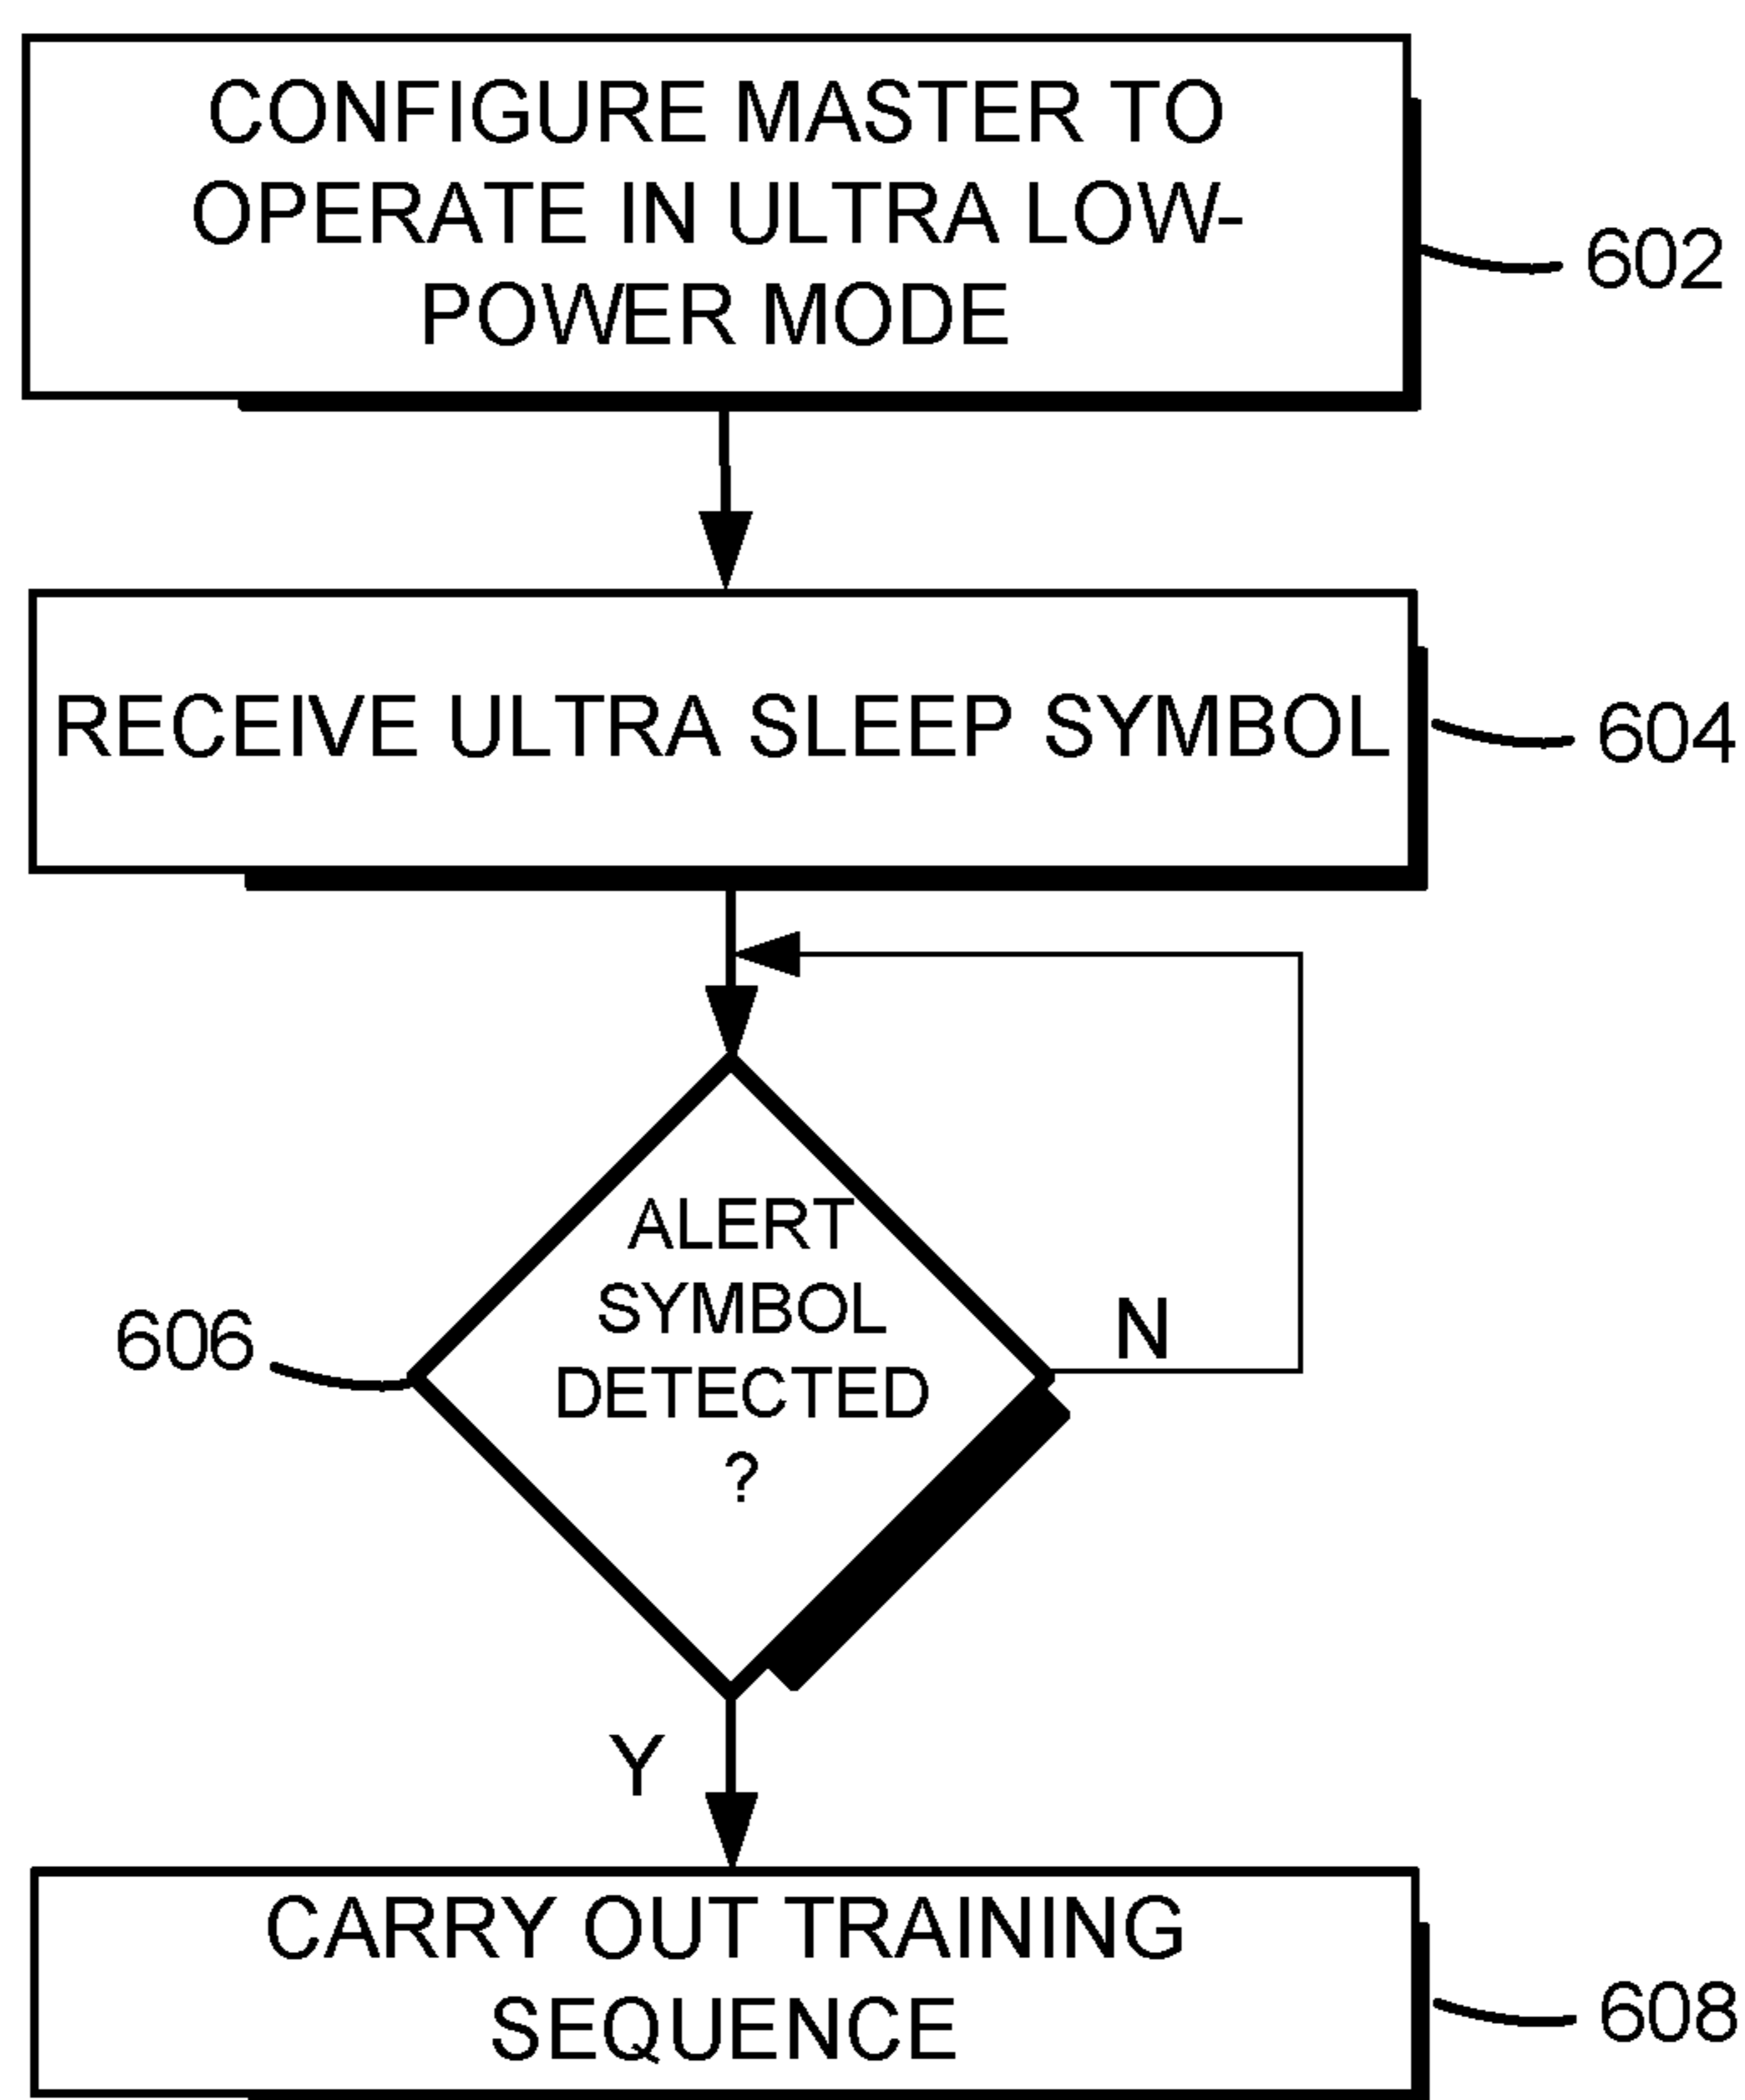 CONFIGURE MASTER TO
OPERATE IN ULTRA LOW-
POWER MODE
602
RECEIVE ULTRA SLEEP SYMBOL
604
ALERT
SYMBOL
DETECTED
?
606
N
Y
CARRY OUT TRAINING
SEQUENCE
608